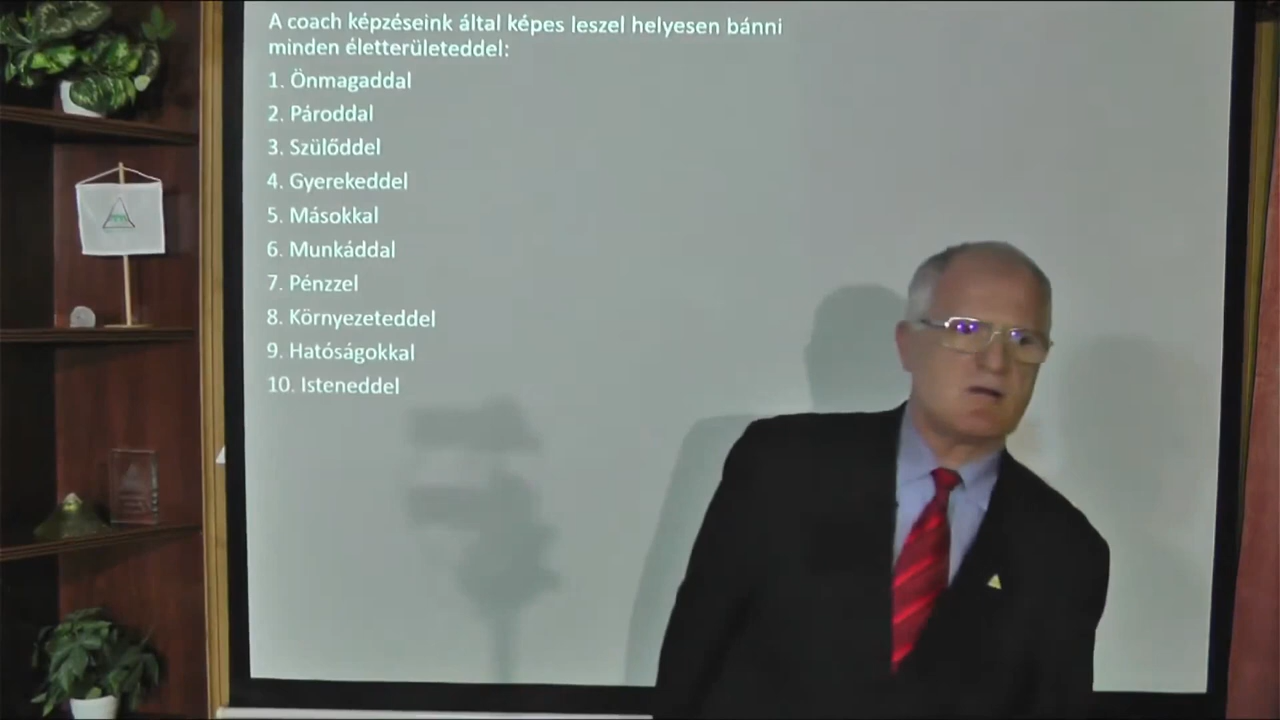 A coach képzéseink által képes leszel helyesen bánni
minden életterületeddel:
1. Önmagaddal
2. Pároddal
3. Szülőddel
4. Gyerekeddel
5. Másokkal
6. Munkáddal
7. Pénzzel
8. Környezeteddel
9. Hatóságokkal
10. Isteneddel